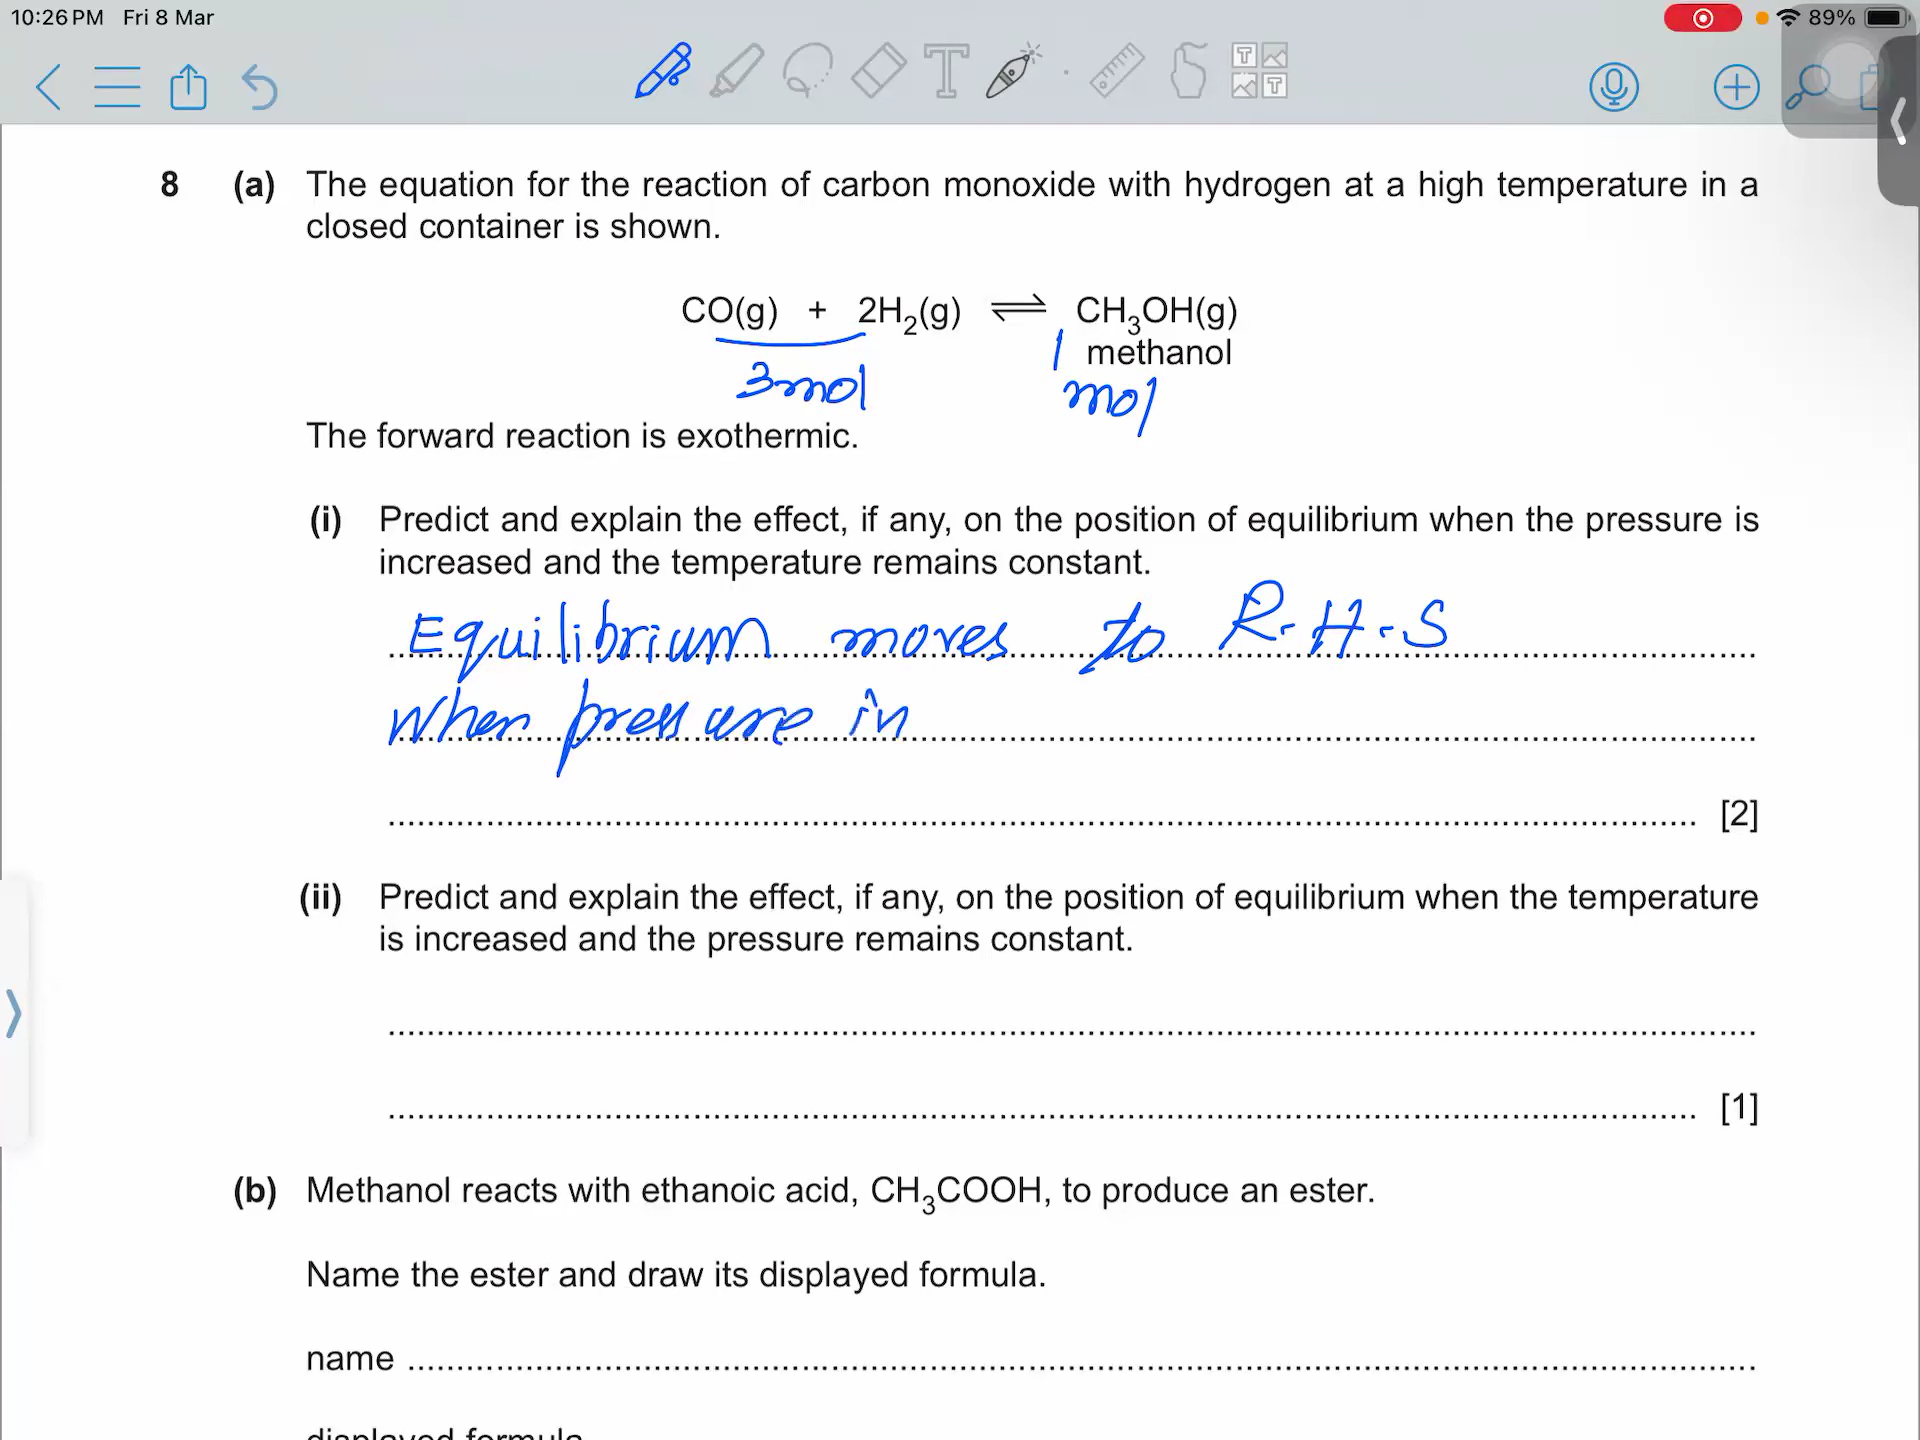 10:26 PM Fri 8 Mar 89%
8 (a) The equation for the reaction of carbon monoxide with hydrogen at a high temperature in a
closed container is shown.
CO(g) + 2H₂(g) ⇌ CH₃OH(g)
methanol
3mol 1 mol
The forward reaction is exothermic.
(i) Predict and explain the effect, if any, on the position of equilibrium when the pressure is
increased and the temperature remains constant.
Equilibrium moves to R.H.S
when pressure in
[2]
(ii) Predict and explain the effect, if any, on the position of equilibrium when the temperature
is increased and the pressure remains constant.
[1]
(b) Methanol reacts with ethanoic acid, CH₃COOH, to produce an ester.
Name the ester and draw its displayed formula.
name
displayed formula